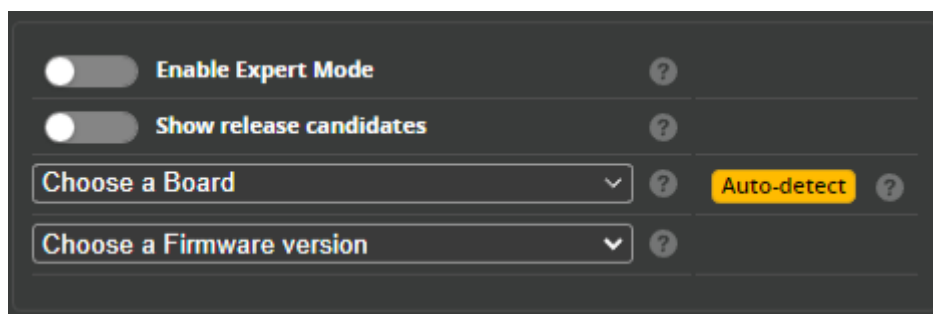 Enable Expert Mode ?
Show release candidates ?
Choose a Board ? Auto-detect ?
Choose a Firmware version ?